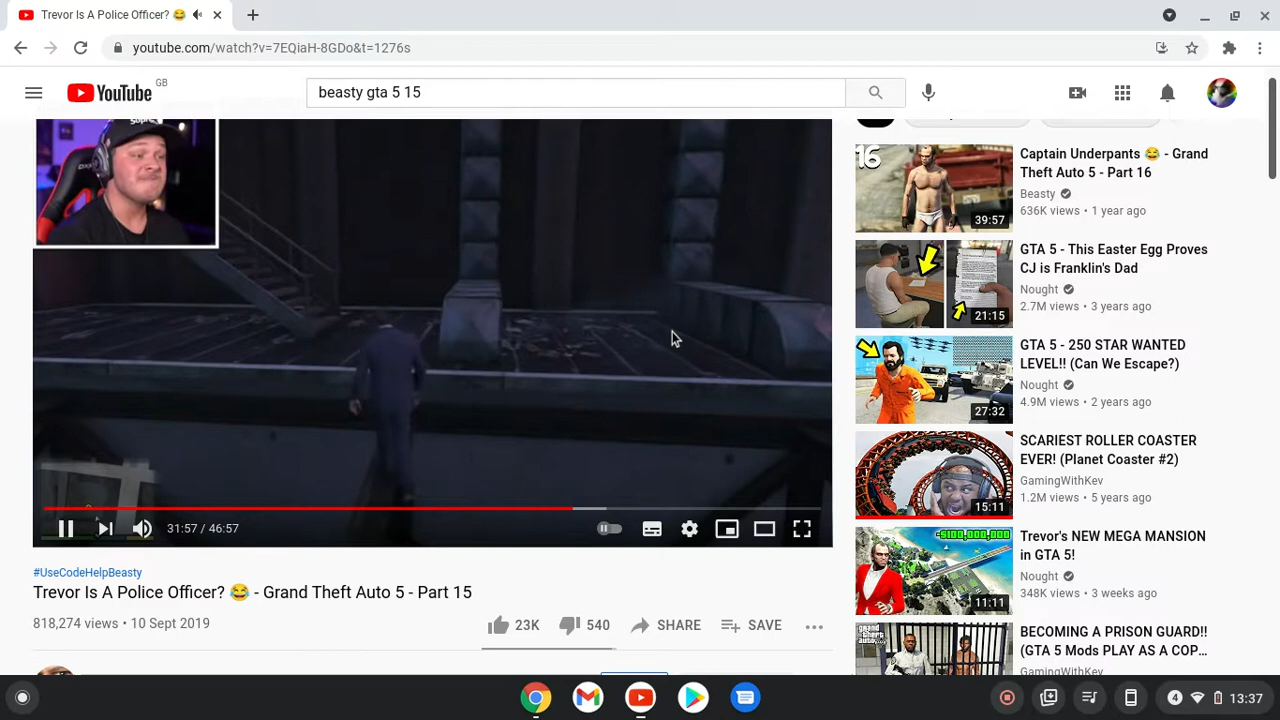 Trevor Is A Police Officer? 😂
youtube.com/watch?v=7EQiaH-8GDo&t=1276s
YouTube GB
beasty gta 5 15
16
39:57
Captain Underpants 😂 - Grand
Theft Auto 5 - Part 16
Beasty
636K views • 1 year ago
21:15
GTA 5 - This Easter Egg Proves
CJ is Franklin's Dad
Nought
2.7M views • 3 years ago
27:32
GTA 5 - 250 STAR WANTED
LEVEL!! (Can We Escape?)
Nought
4.9M views • 2 years ago
15:11
SCARIEST ROLLER COASTER
EVER! (Planet Coaster #2)
GamingWithKev
1.2M views • 5 years ago
$100,000,000
11:11
Trevor's NEW MEGA MANSION
in GTA 5!
Nought
348K views • 3 weeks ago
BECOMING A PRISON GUARD!!
(GTA 5 Mods PLAY AS A COP...
GamingWithKev
31:57 / 46:57
#UseCodeHelpBeasty
Trevor Is A Police Officer? 😂 - Grand Theft Auto 5 - Part 15
818,274 views • 10 Sept 2019
23K
540
SHARE
SAVE
4
13:37